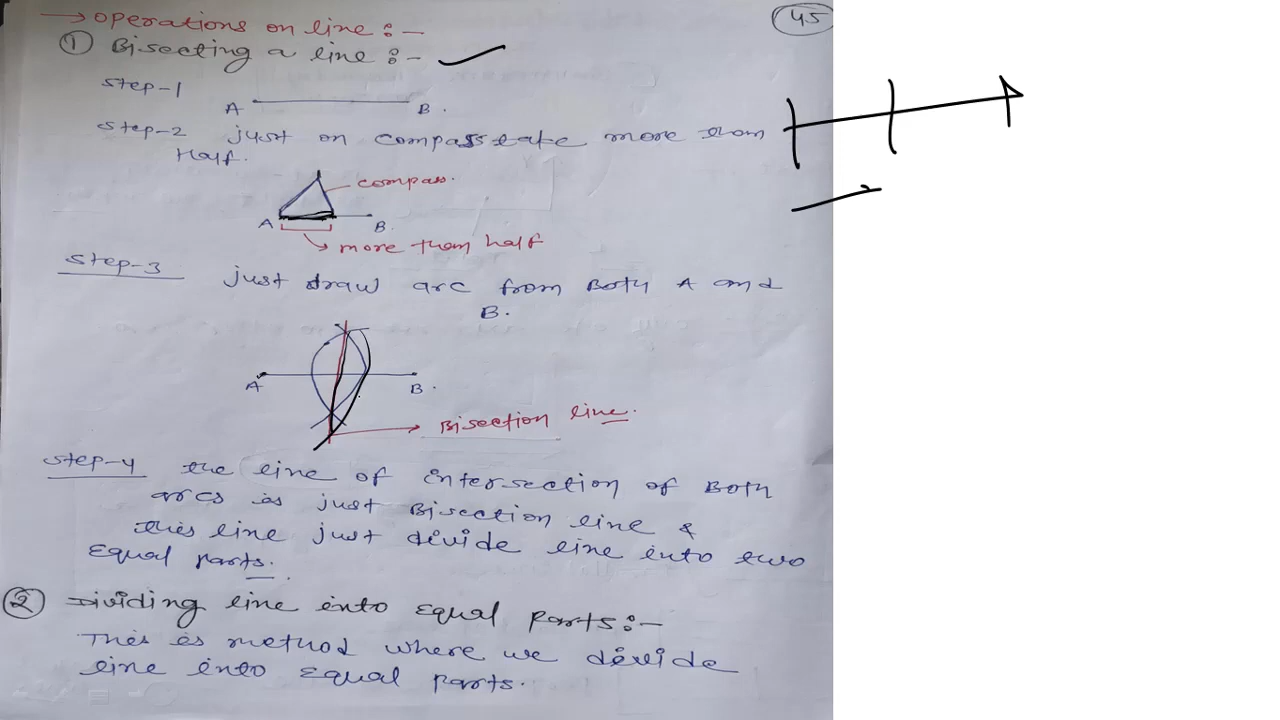 → operations on line :-
45
① Bisecting a line :-
Step-1
A B.
Step-2 just on compass take more than
Half.
compass.
A B.
more than half
Step-3 just draw arc from Both A and
B.
A B.
Bisection line.
Step-4 the line of intersection of Both
arcs is just Bisection line &
this line just divide line into two
Equal parts.
② Dividing line into Equal parts :-
This is method where we devide
line into Equal parts.